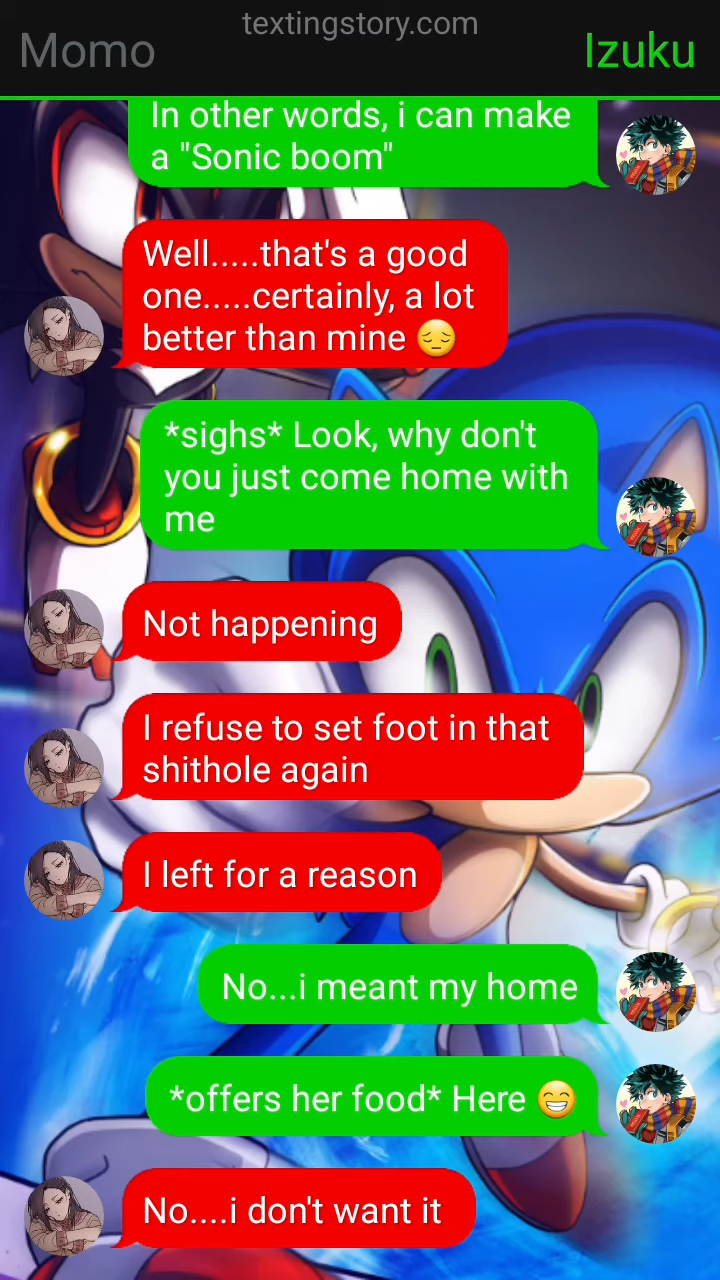 textingstory.com
Momo
Izuku
In other words, i can make
a "Sonic boom"
Well.....that's a good
one.....certainly, a lot
better than mine 😔
*sighs* Look, why don't
you just come home with
me
Not happening
I refuse to set foot in that
shithole again
I left for a reason
No...i meant my home
*offers her food* Here 😁
No....i don't want it